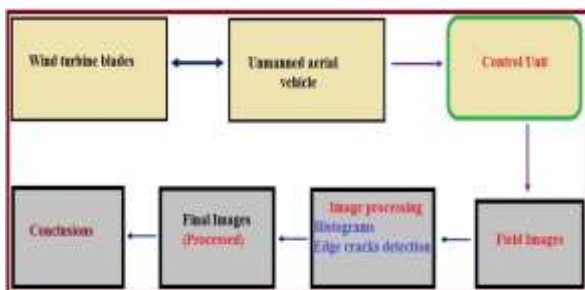 Wind turbine blades
Unmanned aerial
vehicle
Control Unit
Field Images
Image processing
Histograms
Edge cracks detection
Final Images
(Processed)
Conclusions